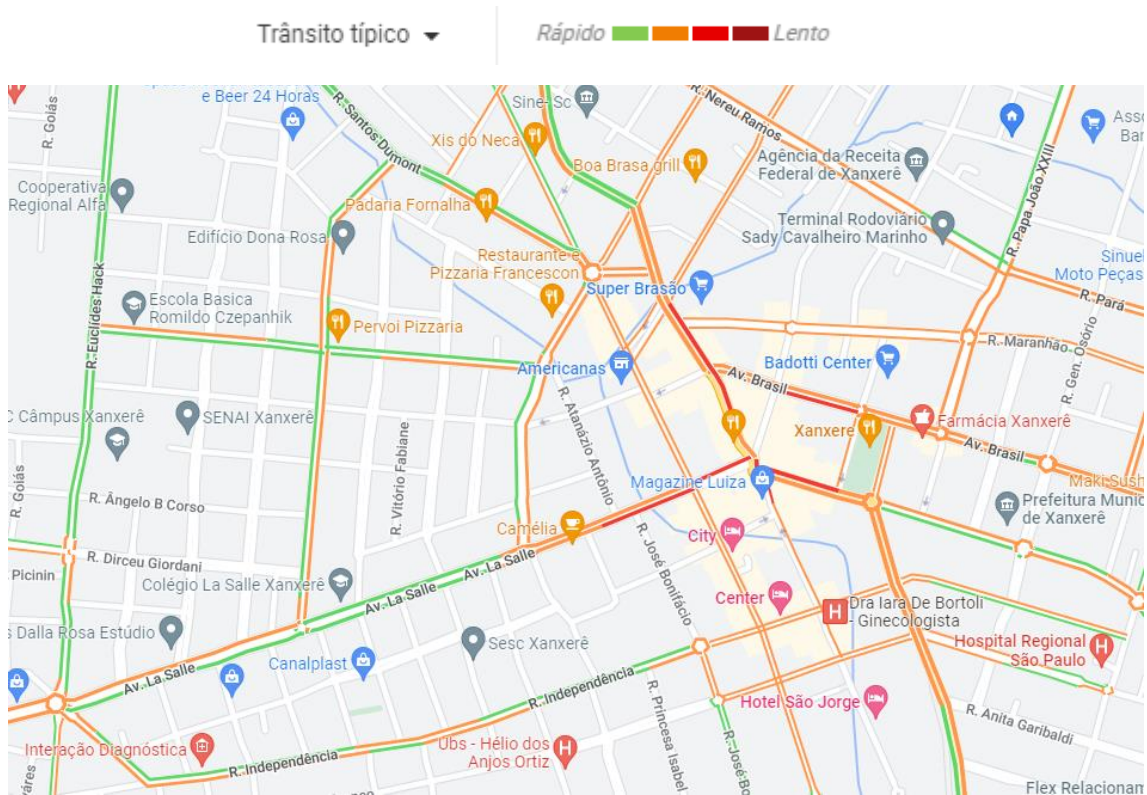 Trânsito típico
Rápido
Lento
e Beer 24 Horas
R. Goiás
R. Santos Dumont
Sine-Sc
R. Nereu Ramos
Xis do Neca
Boa Brasa grill
Agência da Receita
Federal de Xanxerê
R. Papa João XXIII
Cooperativa
Regional Alfa
Padaria Fornalha
Terminal Rodoviário
Sady Cavalheiro Marinho
Edifício Dona Rosa
Restaurante e
Pizzaria Francescon
Super Brasão
Moto Peças
R. Pará
Escola Basica
Romildo Czepanhik
Pervoi Pizzaria
R. Euclídes Hack
R. Maranhão
R. Gen. Osório
Americanas
Badotti Center
Av. Brasil
C Câmpus Xanxerê
SENAI Xanxerê
R. Atanázio Antônio
Xanxere
Farmácia Xanxerê
Av. Brasil
R. Vitório Fabiane
R. Goiás
R. Ângelo B Corso
Magazine Luiza
Maki Sush
Prefeitura Munic
de Xanxerê
Camélia
City
R. Dirceu Giordani
Picinin
Av. La Salle
R. José Bonifácio
Colégio La Salle Xanxerê
Av. La Salle
Center
Dra Iara De Bortoli
- Ginecologista
s Dalla Rosa Estúdio
Sesc Xanxerê
Hospital Regional
São Paulo
Canalplast
Av. La Salle
R. Independência
R. Princesa Isabel
Hotel São Jorge
R. Anita Garibaldi
Interação Diagnóstica
R. Independência
Ubs - Hélio dos
Anjos Ortiz
R. José Bo
Flex Relacionam